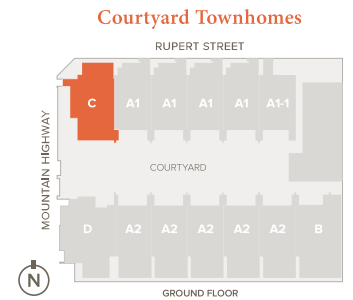 Courtyard Townhomes
RUPERT STREET
C A1 A1 A1 A1 A1-1
MOUNTAIN HIGHWAY
COURTYARD
D A2 A2 A2 A2 A2 B
N
GROUND FLOOR